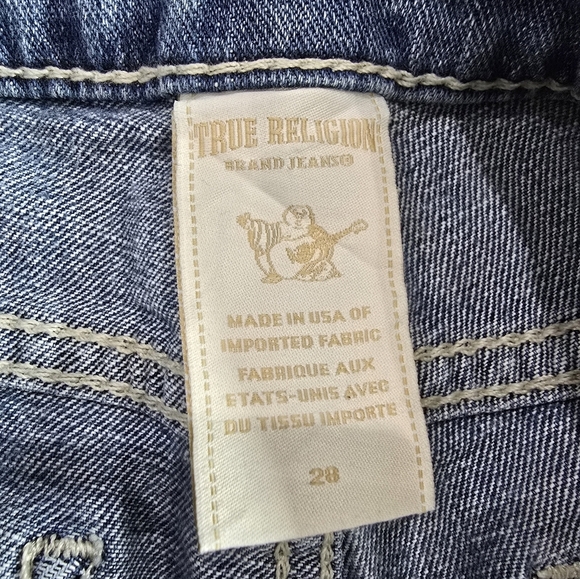 TRUE RELIGION
BRAND JEANS®
MADE IN USA OF
IMPORTED FABRIC
FABRIQUE AUX
ETATS-UNIS AVEC
DU TISSU IMPORTE
28